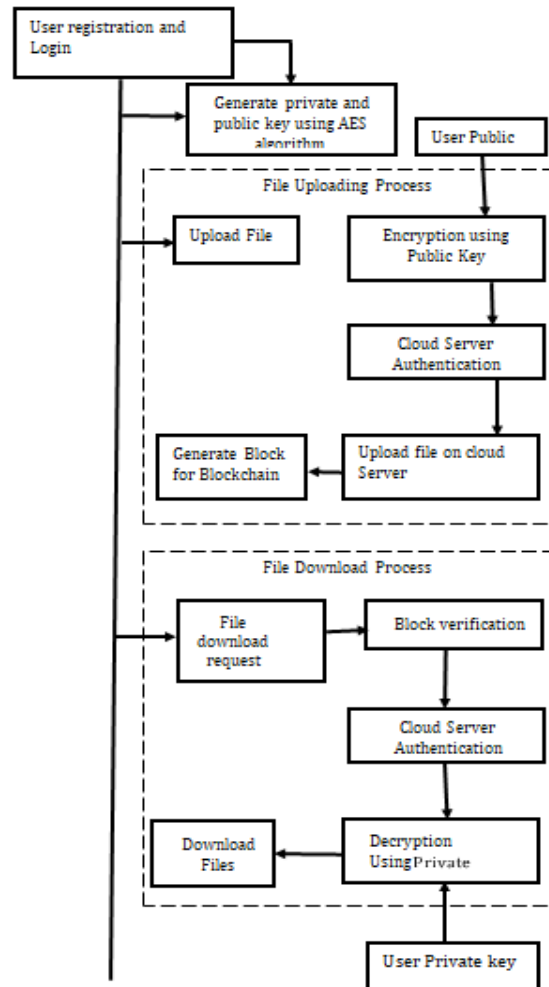 User registration and
Login
Generate private and
public key using AES
algorithm
User Public
File Uploading Process
Upload File
Encryption using
Public Key
Cloud Server
Authentication
Generate Block
for Blockchain
Upload file on cloud
Server
File Download Process
File
download
request
Block verification
Cloud Server
Authentication
Download
Files
Decryption
Using Private
User Private key